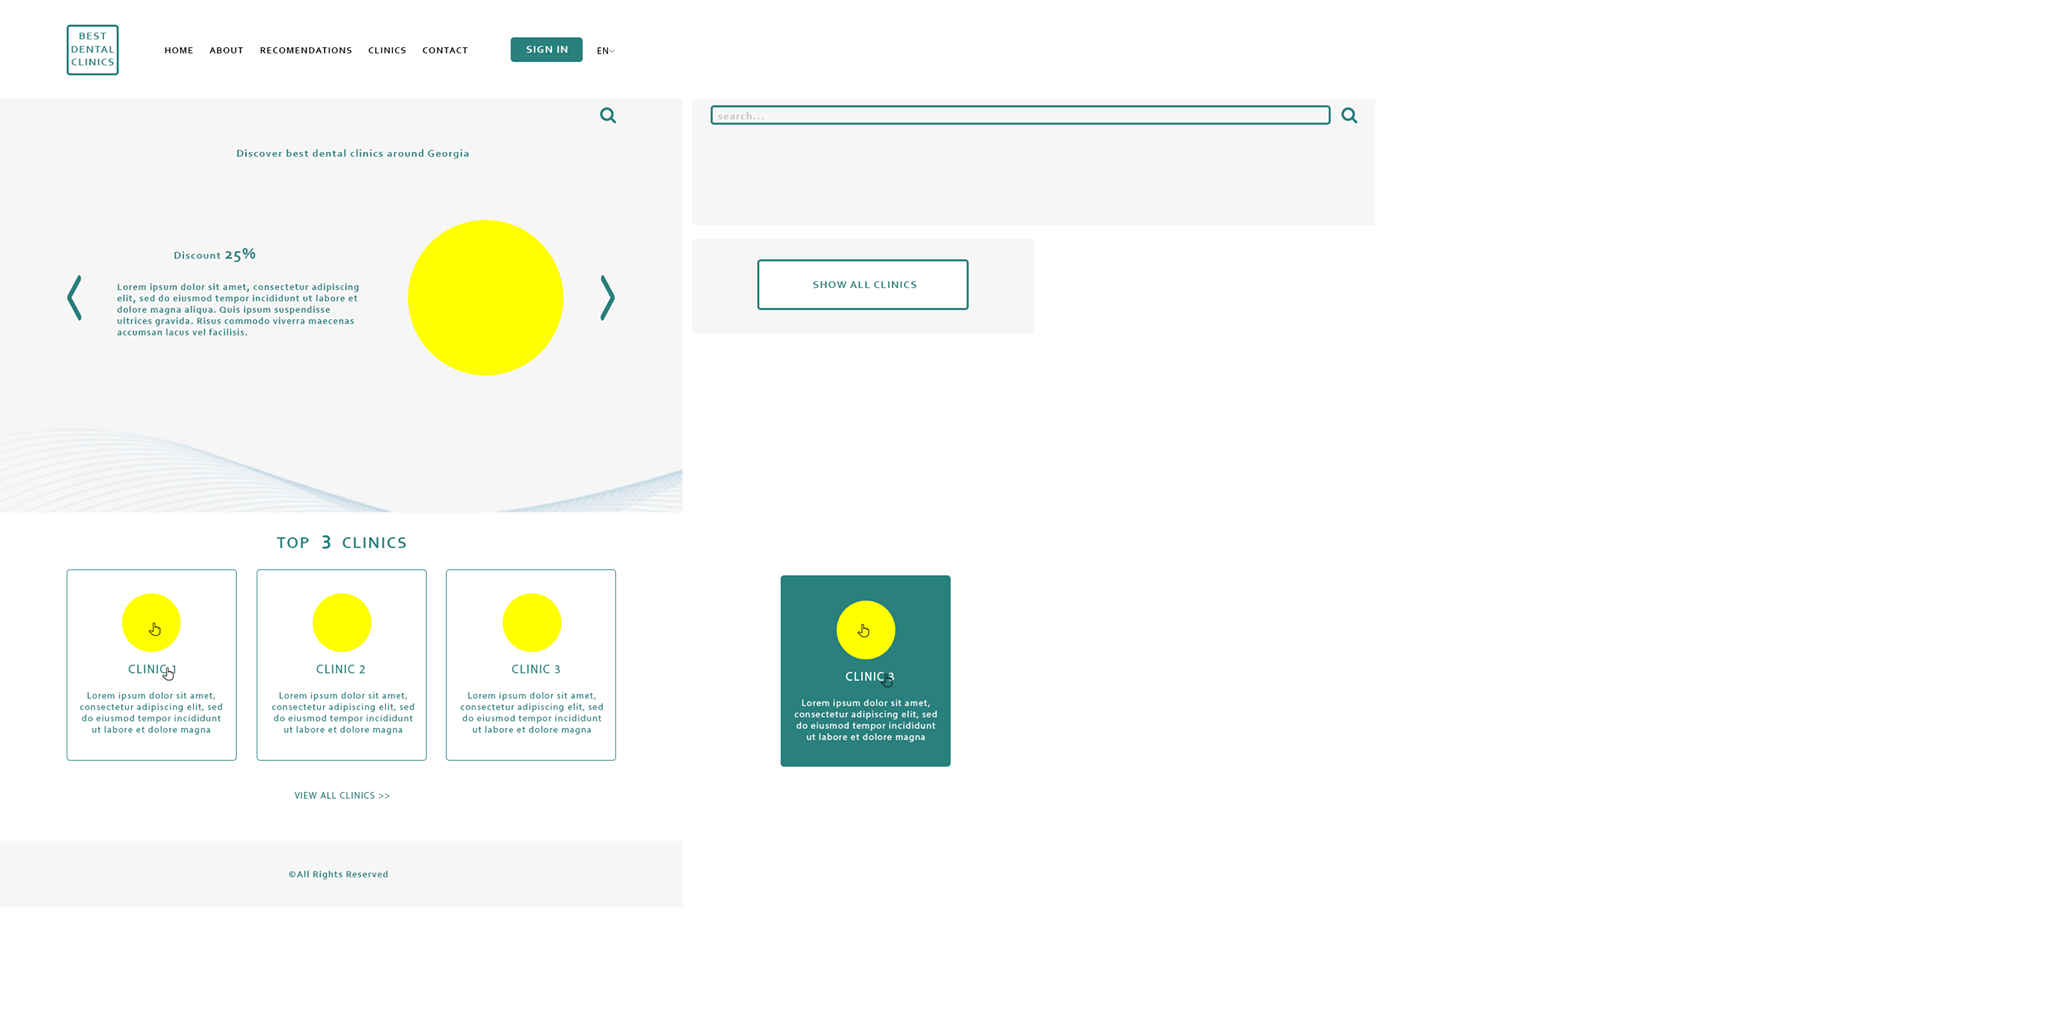 BEST
DENTAL
CLINICS
HOME ABOUT RECOMENDATIONS CLINICS CONTACT SIGN IN EN
search...
Discover best dental clinics around Georgia
Discount 25%
Lorem ipsum dolor sit amet, consectetur adipiscing
elit, sed do eiusmod tempor incididunt ut labore et
dolore magna aliqua. Quis ipsum suspendisse
ultrices gravida. Risus commodo viverra maecenas
accumsan lacus vel facilisis.
SHOW ALL CLINICS
TOP 3 CLINICS
CLINIC 1
Lorem ipsum dolor sit amet,
consectetur adipiscing elit, sed
do eiusmod tempor incididunt
ut labore et dolore magna
CLINIC 2
Lorem ipsum dolor sit amet,
consectetur adipiscing elit, sed
do eiusmod tempor incididunt
ut labore et dolore magna
CLINIC 3
Lorem ipsum dolor sit amet,
consectetur adipiscing elit, sed
do eiusmod tempor incididunt
ut labore et dolore magna
CLINIC 3
Lorem ipsum dolor sit amet,
consectetur adipiscing elit, sed
do eiusmod tempor incididunt
ut labore et dolore magna
VIEW ALL CLINICS >>
©All Rights Reserved